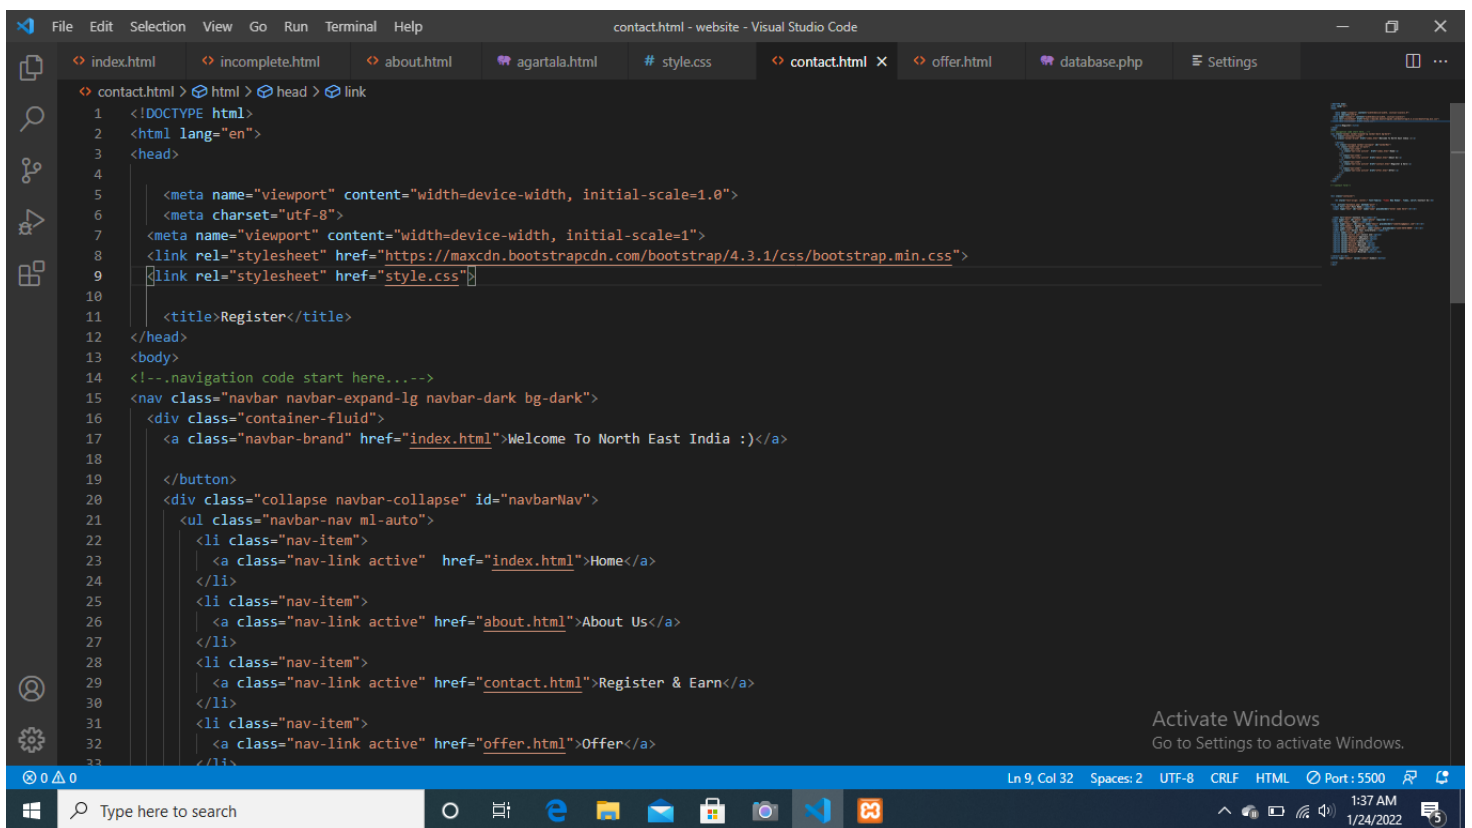 File Edit Selection View Go Run Terminal Help contact.html - website - Visual Studio Code
index.html incomplete.html about.html agartala.html # style.css contact.html offer.html database.php Settings
contact.html > html > head > link
1 <!DOCTYPE html>
2 <html lang="en">
3 <head>
4
5 <meta name="viewport" content="width=device-width, initial-scale=1.0">
6 <meta charset="utf-8">
7 <meta name="viewport" content="width=device-width, initial-scale=1">
8 <link rel="stylesheet" href="https://maxcdn.bootstrapcdn.com/bootstrap/4.3.1/css/bootstrap.min.css">
9 <link rel="stylesheet" href="style.css">
10
11 <title>Register</title>
12 </head>
13 <body>
14 <!--.navigation code start here...-->
15 <nav class="navbar navbar-expand-lg navbar-dark bg-dark">
16 <div class="container-fluid">
17 <a class="navbar-brand" href="index.html">Welcome To North East India :)</a>
18
19 </button>
20 <div class="collapse navbar-collapse" id="navbarNav">
21 <ul class="navbar-nav ml-auto">
22 <li class="nav-item">
23 <a class="nav-link active"  href="index.html">Home</a>
24 </li>
25 <li class="nav-item">
26 <a class="nav-link active" href="about.html">About Us</a>
27 </li>
28 <li class="nav-item">
29 <a class="nav-link active" href="contact.html">Register & Earn</a>
30 </li>
31 <li class="nav-item">
32 <a class="nav-link active" href="offer.html">Offer</a>
33 </li>
Activate Windows
Go to Settings to activate Windows.
0 0 Ln 9, Col 32 Spaces: 2 UTF-8 CRLF HTML Port : 5500
Type here to search
1:37 AM
1/24/2022
5